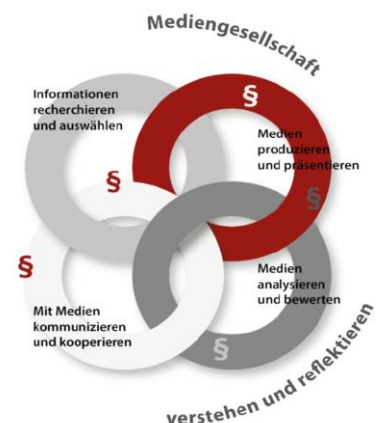 Mediengesellschaft
Informationen
recherchieren
und auswählen
§
Medien
produzieren
und präsentieren
§
§
§
Mit Medien
kommunizieren
und kooperieren
Medien
analysieren
und bewerten
§
verstehen und reflektieren